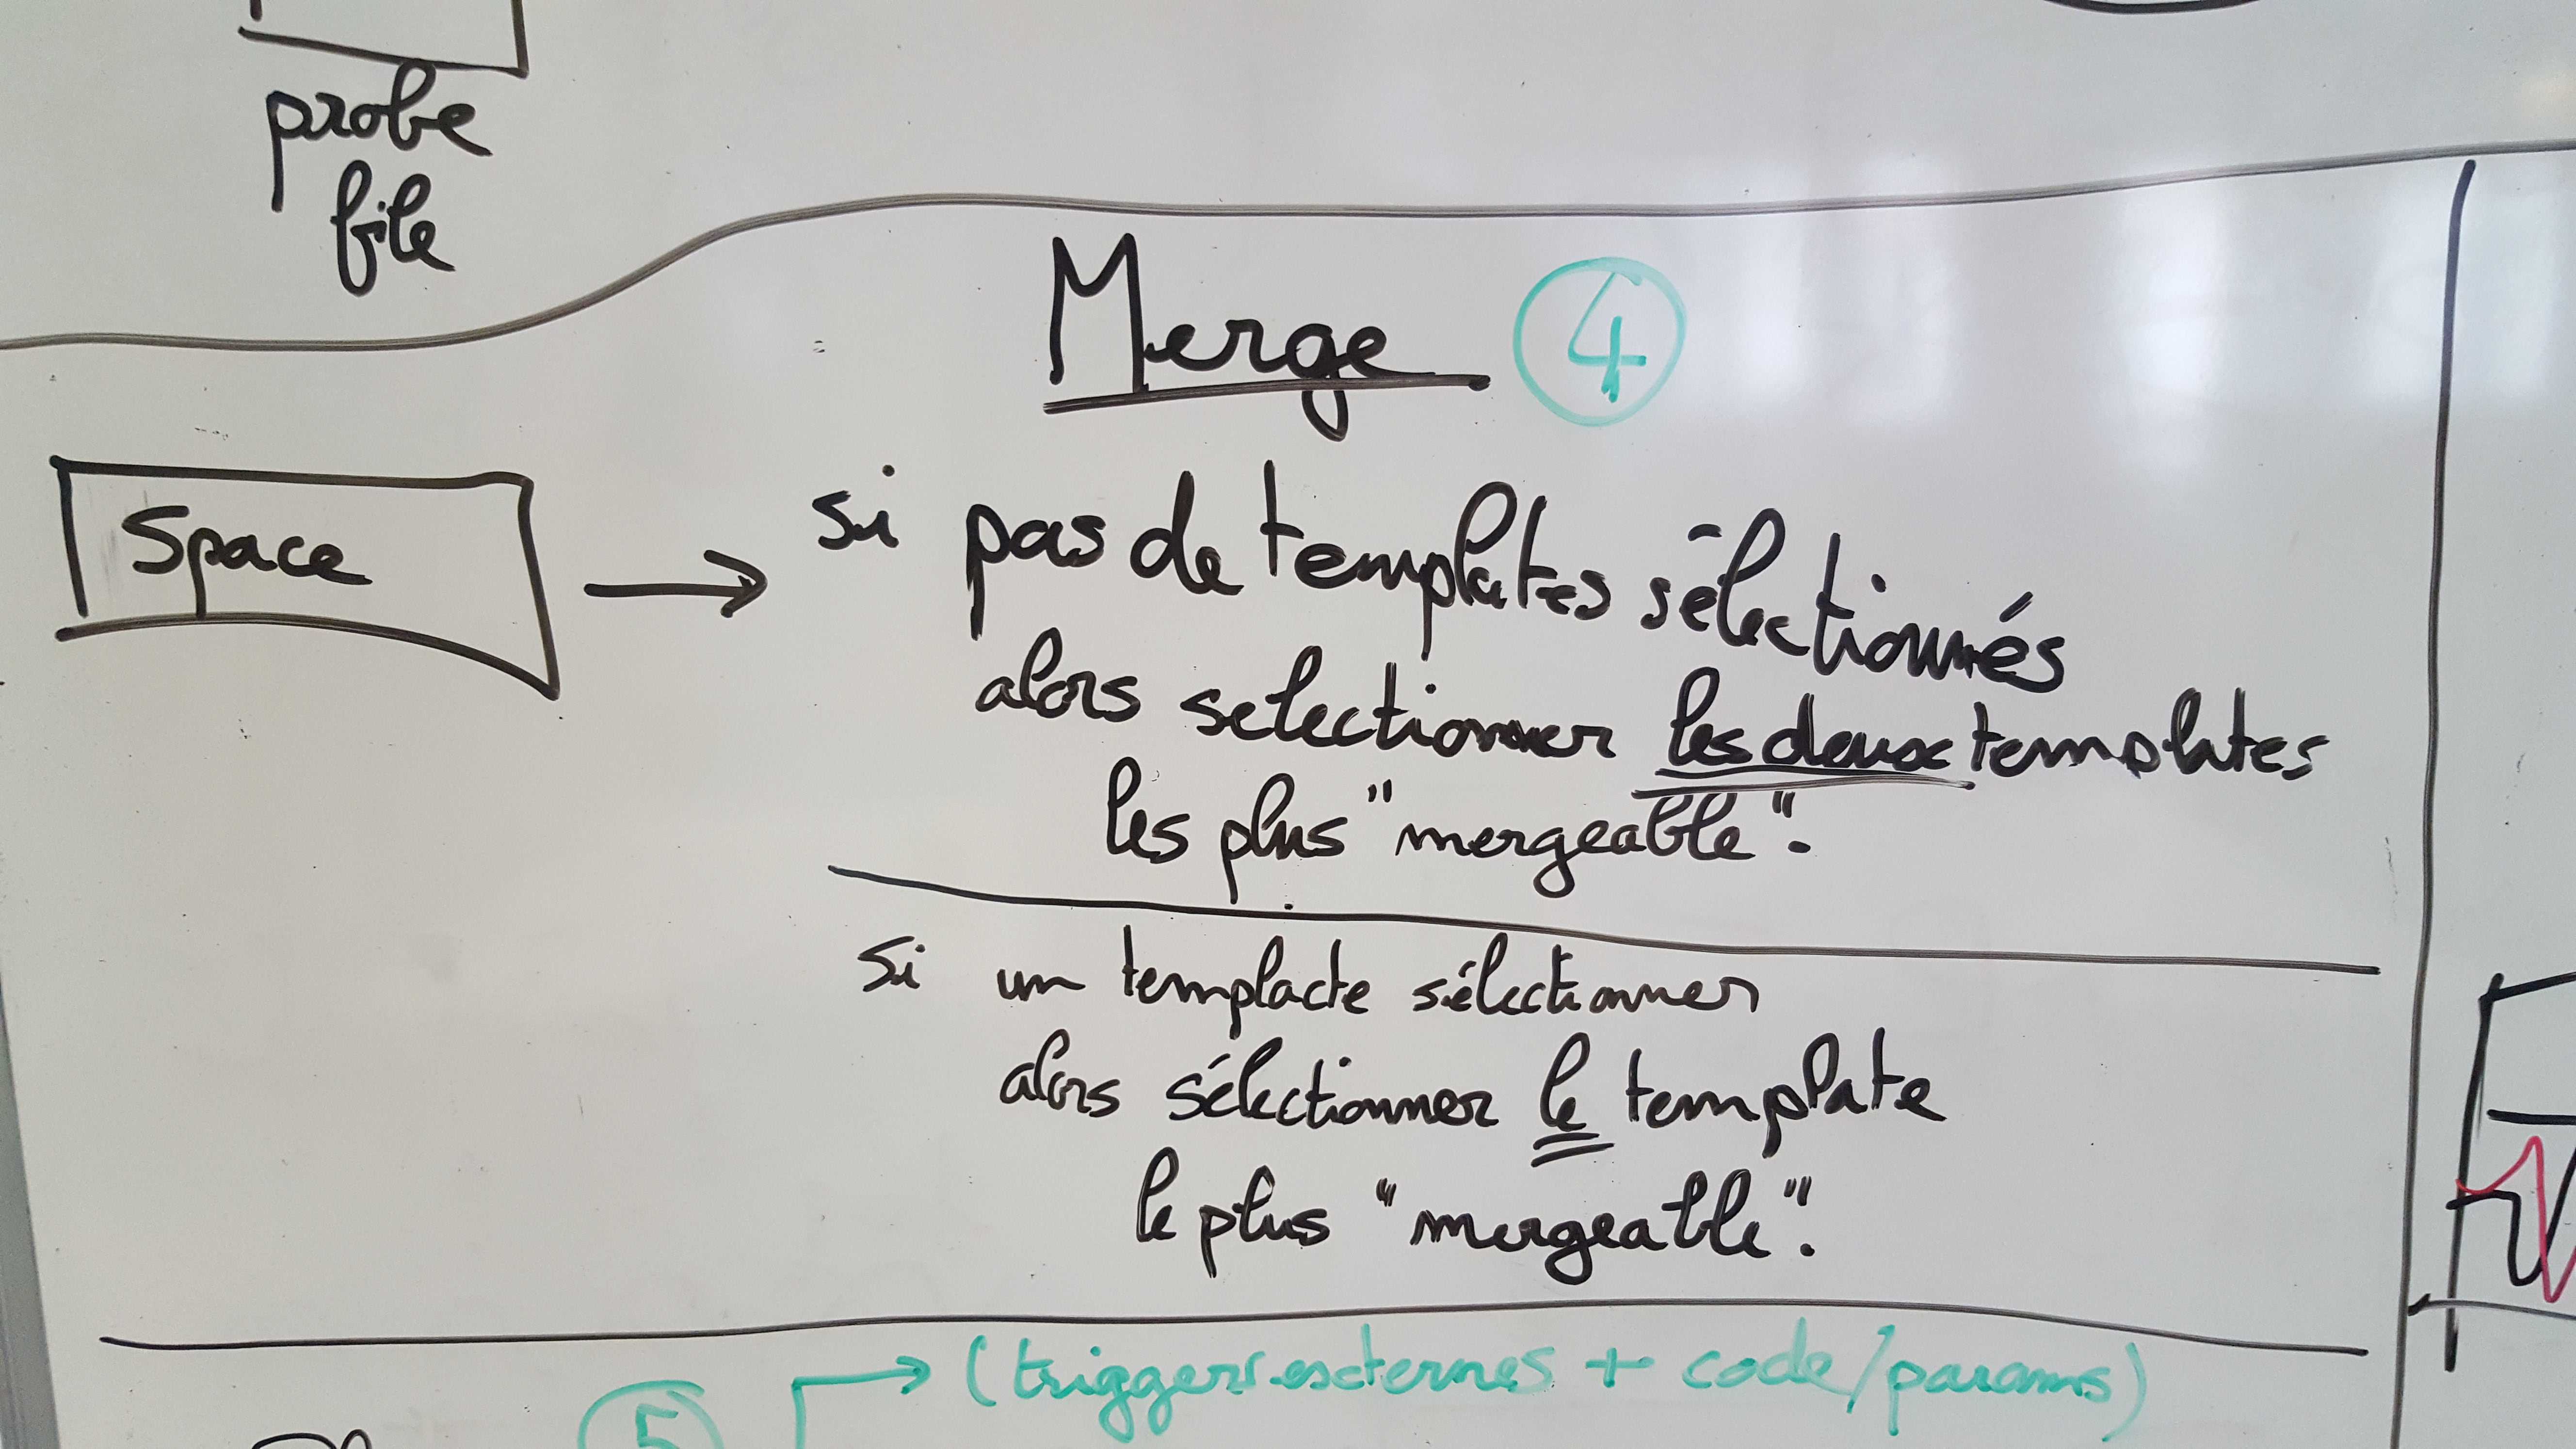 probe
file
Merge 4
Space
si pas de templates sélectionnés
alors selectionner les deux templates
les plus "mergeable".
si un templacte sélectionner
alors sélectionner le template
le plus "mergeable".
(triggers externes + code/params)
5